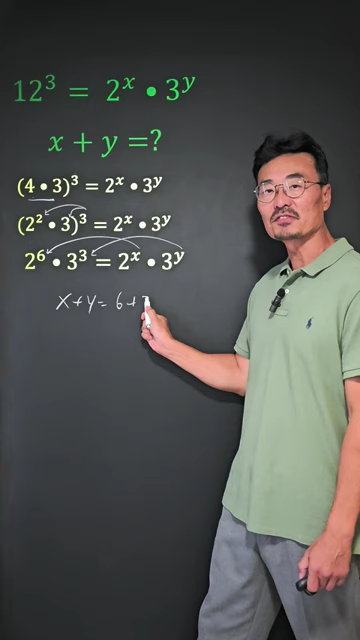 12³ = 2ˣ • 3ʸ
x + y =?
(4 • 3)³ = 2ˣ • 3ʸ
(2² • 3)³ = 2ˣ • 3ʸ
2⁶ • 3³ = 2ˣ • 3ʸ
x+y= 6+